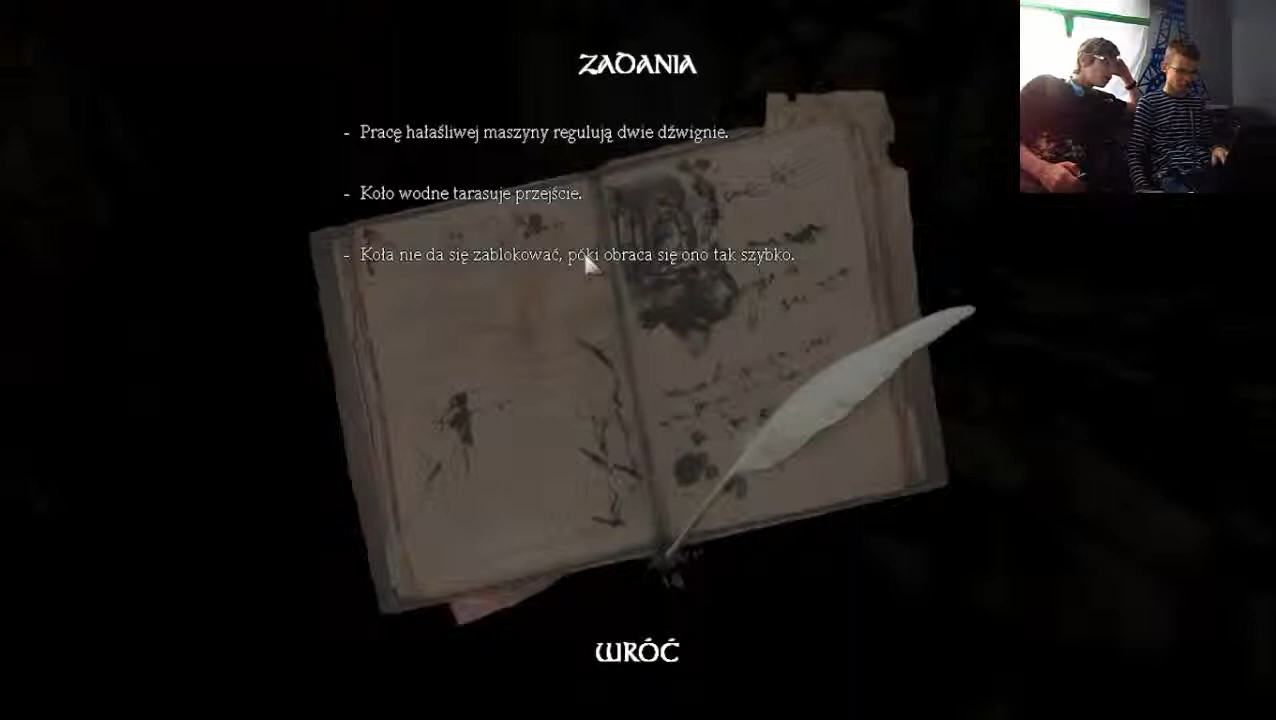 ZADANIA
- Pracę hałaśliwej maszyny regulują dwie dźwignie.
- Koło wodne tarasuje przejście.
- Koła nie da się zablokować, póki obraca się ono tak szybko.
WRÓĆ